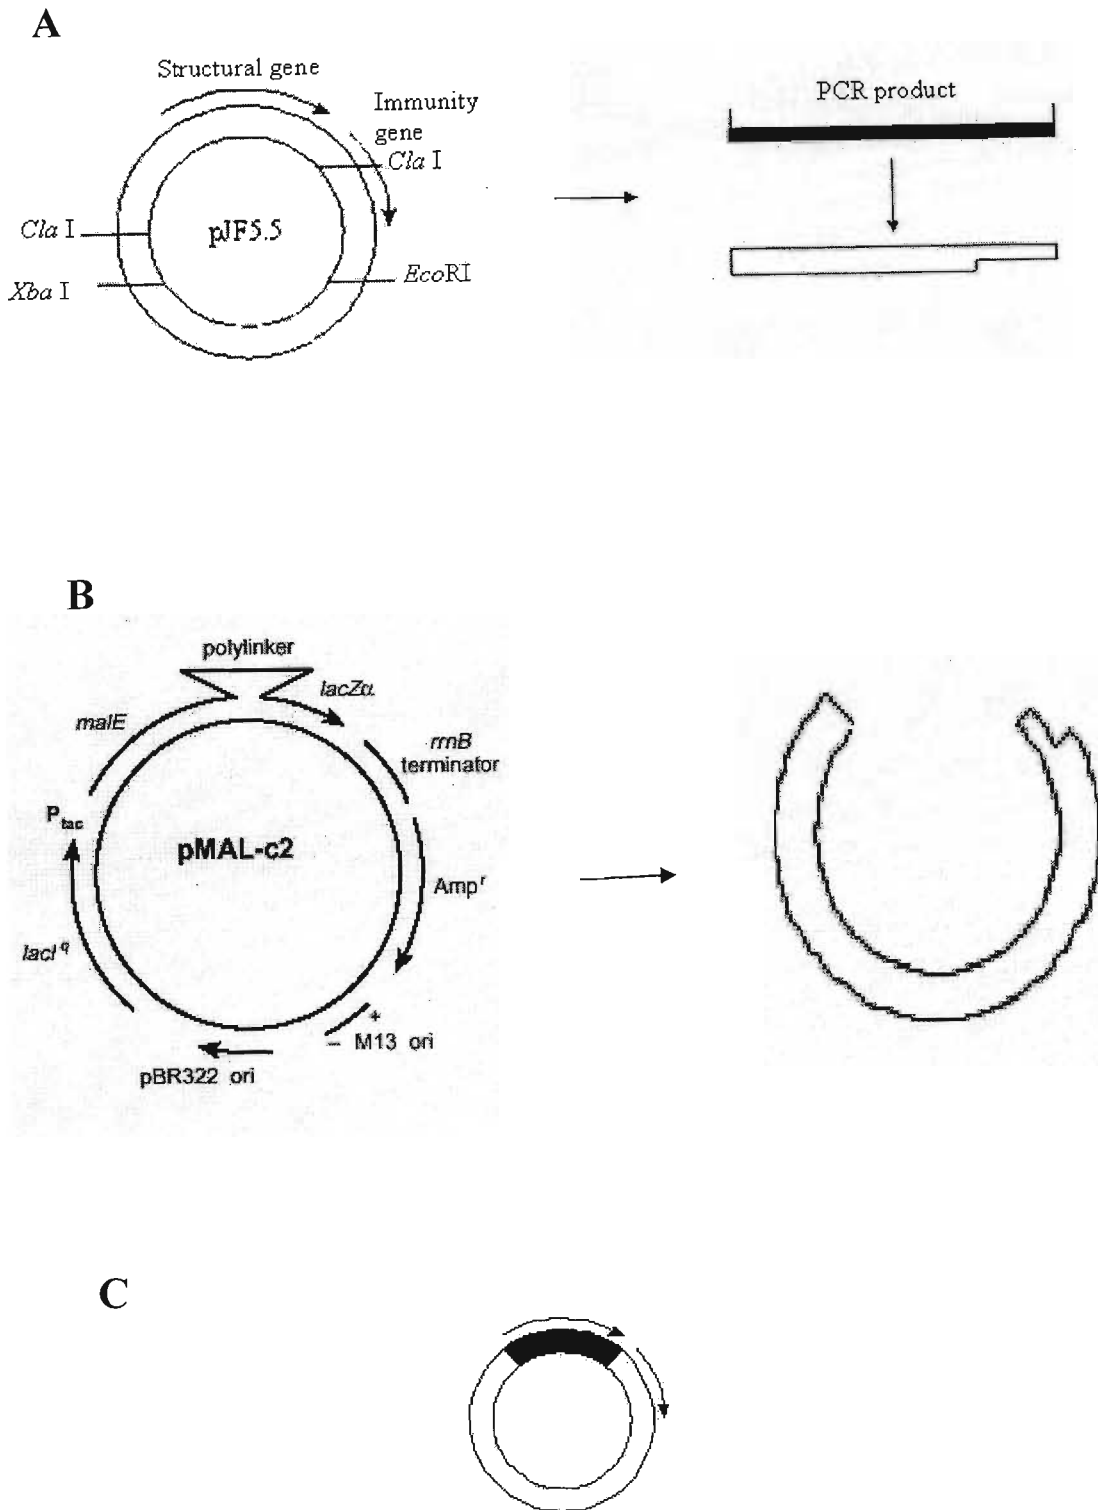 A
Structural gene
Immunity
gene
Cla I
Cla I
pJF5.5
Xba I
EcoRI
PCR product
B
polylinker
lacZα
malE
rrnB
terminator
Ptac
pMAL-c2
Ampr
lacIq
+
– M13 ori
pBR322 ori
C